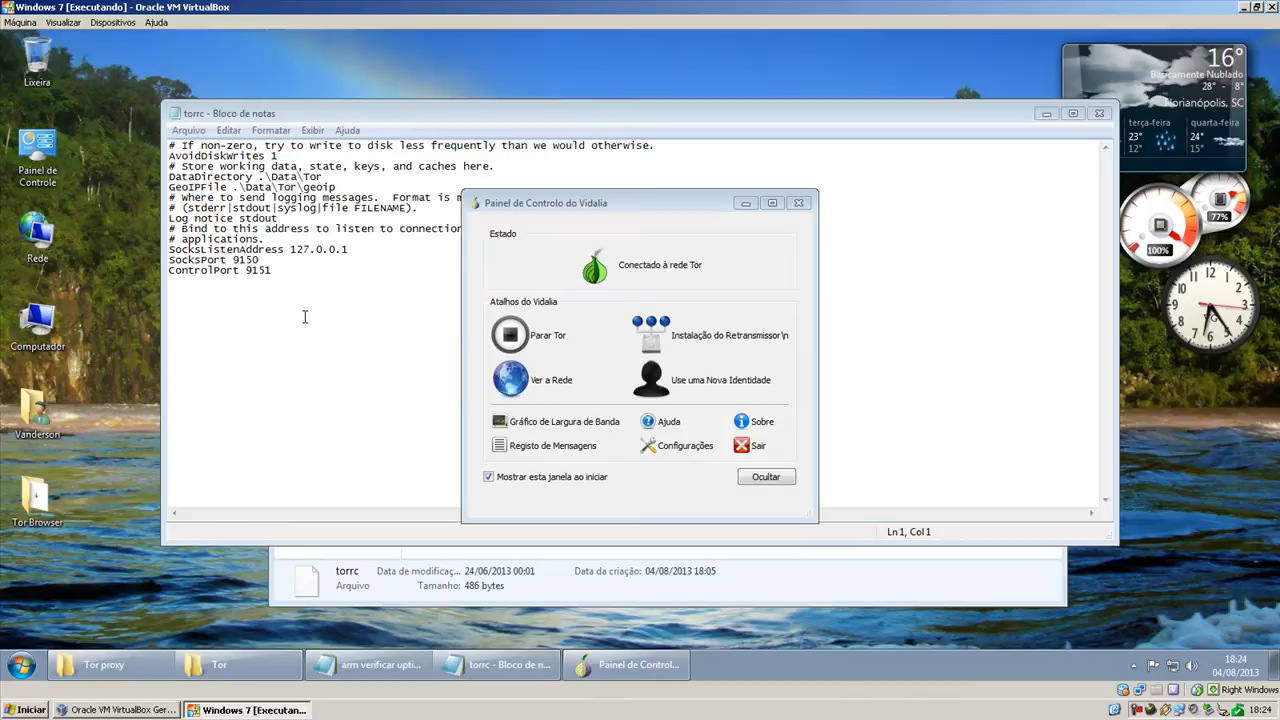 Windows 7 [Executando] - Oracle VM VirtualBox
Máquina Visualizar Dispositivos Ajuda
Lixeira
Painel de Controle
Rede
Computador
Vanderson
Tor Browser
16°
Basicamente Nublado
28° - 8°
Florianópolis, SC
terça-feira quarta-feira
23° 24°
12° 15°
77%
100%
torrc - Bloco de notas
Arquivo Editar Formatar Exibir Ajuda
# If non-zero, try to write to disk less frequently than we would otherwise.
AvoidDiskWrites 1
# Store working data, state, keys, and caches here.
DataDirectory .\Data\Tor
GeoIPFile .\Data\Tor\geoip
# Where to send logging messages.  Format is m
# (stderr|stdout|syslog|file FILENAME).
Log notice stdout
# Bind to this address to listen to connection
# applications.
SocksListenAddress 127.0.0.1
SocksPort 9150
ControlPort 9151
Ln 1, Col 1
Painel de Controlo do Vidalia
Estado
Conectado à rede Tor
Atalhos do Vidalia
Parar Tor
Instalação do Retransmissor\n
Ver a Rede
Use uma Nova Identidade
Gráfico de Largura de Banda Ajuda Sobre
Registo de Mensagens Configurações Sair
Mostrar esta janela ao iniciar
Ocultar
torrc Data de modificaç... 24/06/2013 00:01 Data da criação: 04/08/2013 18:05
Arquivo Tamanho: 486 bytes
Tor proxy
Tor
arm verificar upti...
torrc - Bloco de n...
Painel de Control...
18:24
04/08/2013
Right Windows
Iniciar
Oracle VM VirtualBox Ger...
Windows 7 [Executan...
18:24